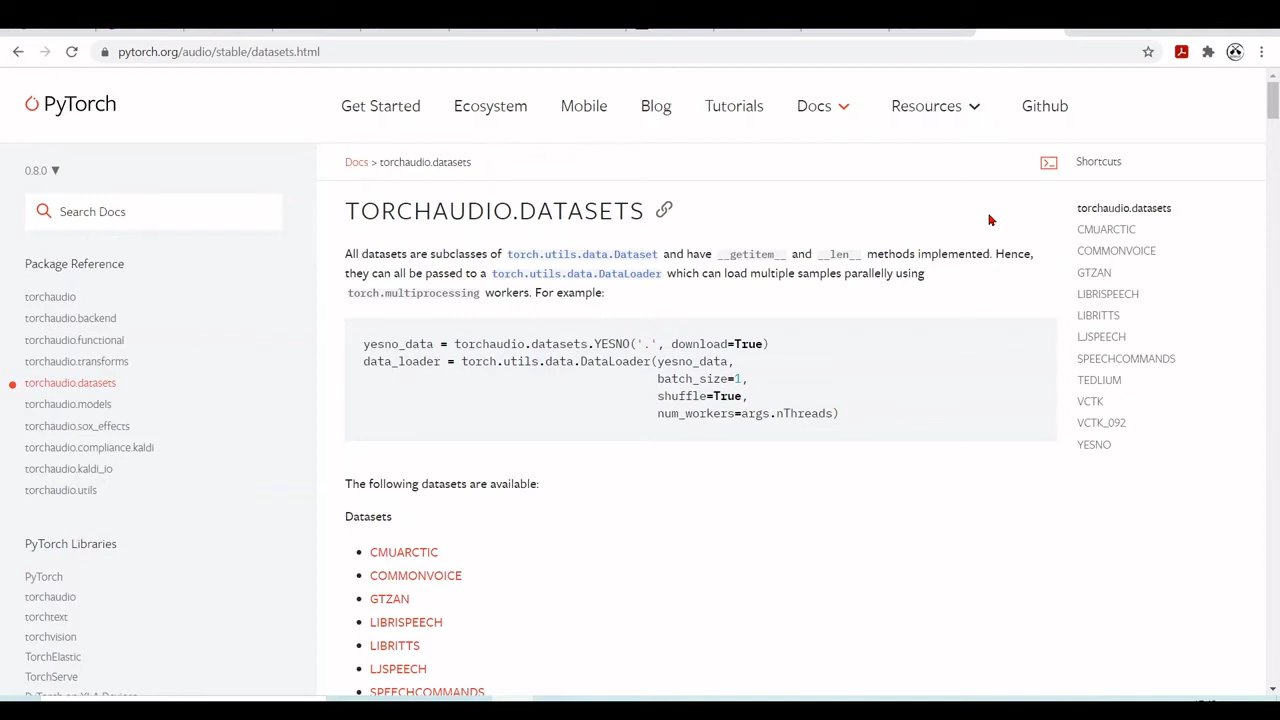 pytorch.org/audio/stable/datasets.html
PyTorch
Get Started
Ecosystem
Mobile
Blog
Tutorials
Docs
Resources
Github
0.8.0 ▼
Search Docs
Package Reference
torchaudio
torchaudio.backend
torchaudio.functional
torchaudio.transforms
torchaudio.datasets
torchaudio.models
torchaudio.sox_effects
torchaudio.compliance.kaldi
torchaudio.kaldi_io
torchaudio.utils
PyTorch Libraries
PyTorch
torchaudio
torchtext
torchvision
TorchElastic
TorchServe
PyTorch on XLA Devices
Docs > torchaudio.datasets
TORCHAUDIO.DATASETS
All datasets are subclasses of torch.utils.data.Dataset and have __getitem__ and __len__ methods implemented. Hence,
they can all be passed to a torch.utils.data.DataLoader which can load multiple samples parallelly using
torch.multiprocessing workers. For example:
yesno_data = torchaudio.datasets.YESNO('.', download=True)
data_loader = torch.utils.data.DataLoader(yesno_data,
batch_size=1,
shuffle=True,
num_workers=args.nThreads)
The following datasets are available:
Datasets
• CMUARCTIC
• COMMONVOICE
• GTZAN
• LIBRISPEECH
• LIBRITTS
• LJSPEECH
• SPEECHCOMMANDS
Shortcuts
torchaudio.datasets
CMUARCTIC
COMMONVOICE
GTZAN
LIBRISPEECH
LIBRITTS
LJSPEECH
SPEECHCOMMANDS
TEDLIUM
VCTK
VCTK_092
YESNO